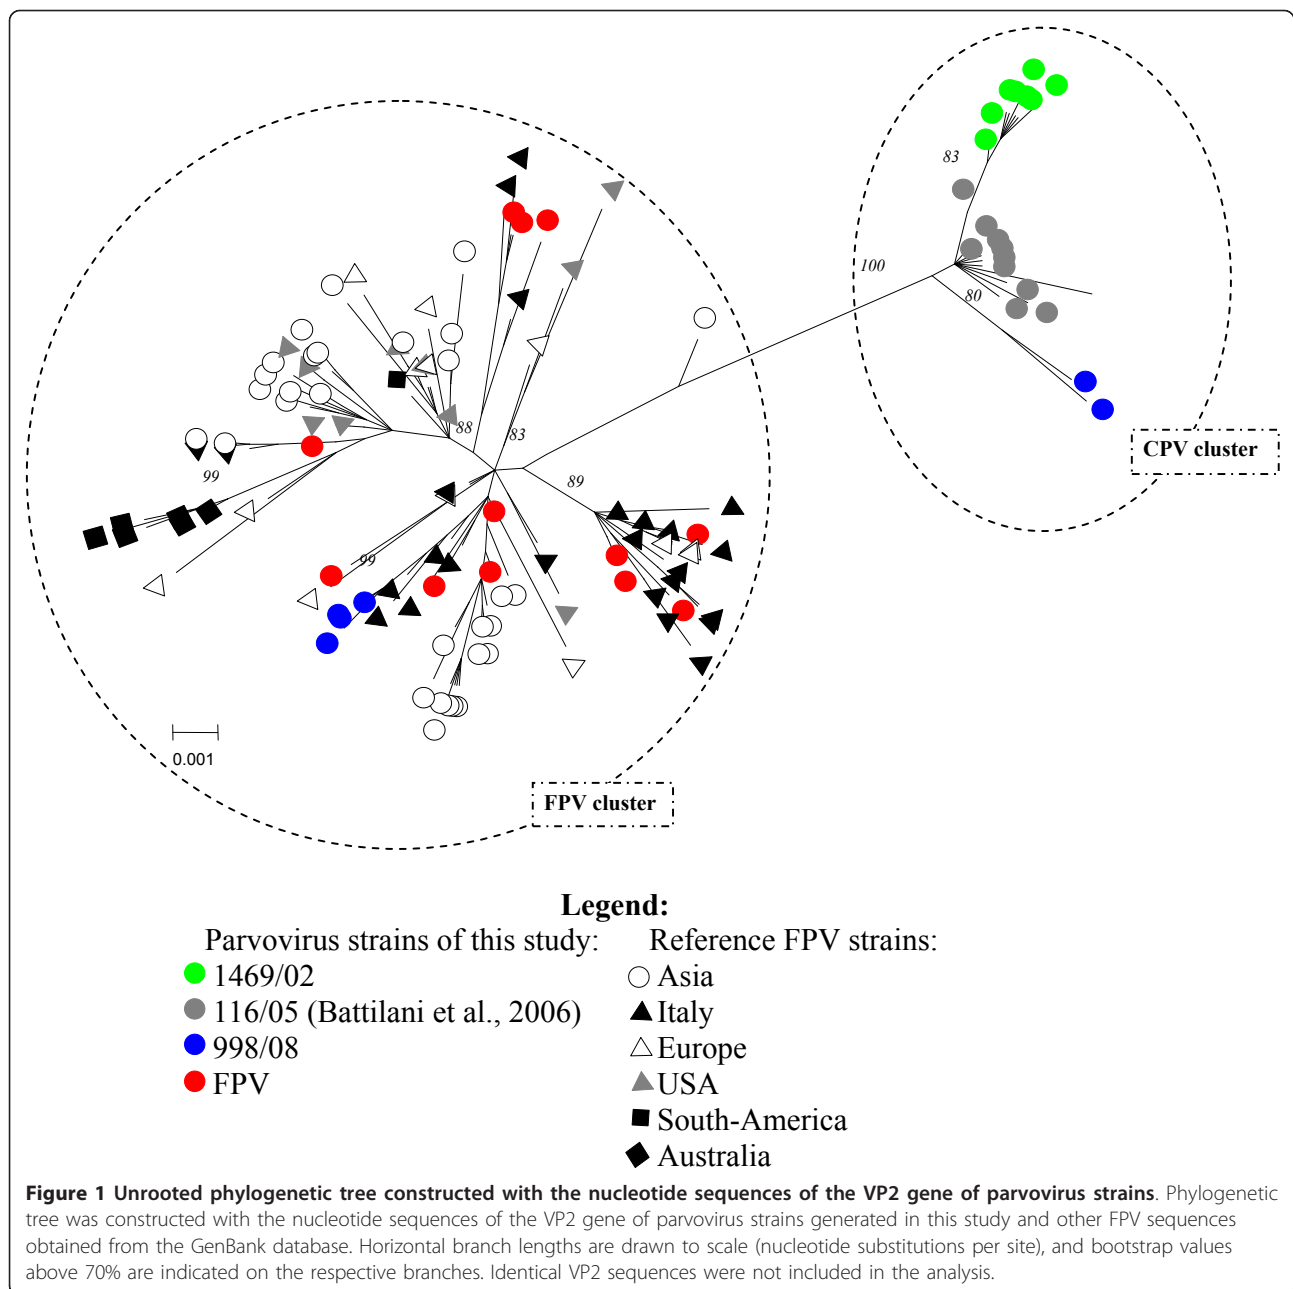 83
100
80
CPV cluster
88
83
99
89
99
0.001
FPV cluster
Legend:
Parvovirus strains of this study:
1469/02
116/05 (Battilani et al., 2006)
998/08
FPV
Reference FPV strains:
Asia
Italy
Europe
USA
South-America
Australia
Figure 1 Unrooted phylogenetic tree constructed with the nucleotide sequences of the VP2 gene of parvovirus strains. Phylogenetic
tree was constructed with the nucleotide sequences of the VP2 gene of parvovirus strains generated in this study and other FPV sequences
obtained from the GenBank database. Horizontal branch lengths are drawn to scale (nucleotide substitutions per site), and bootstrap values
above 70% are indicated on the respective branches. Identical VP2 sequences were not included in the analysis.